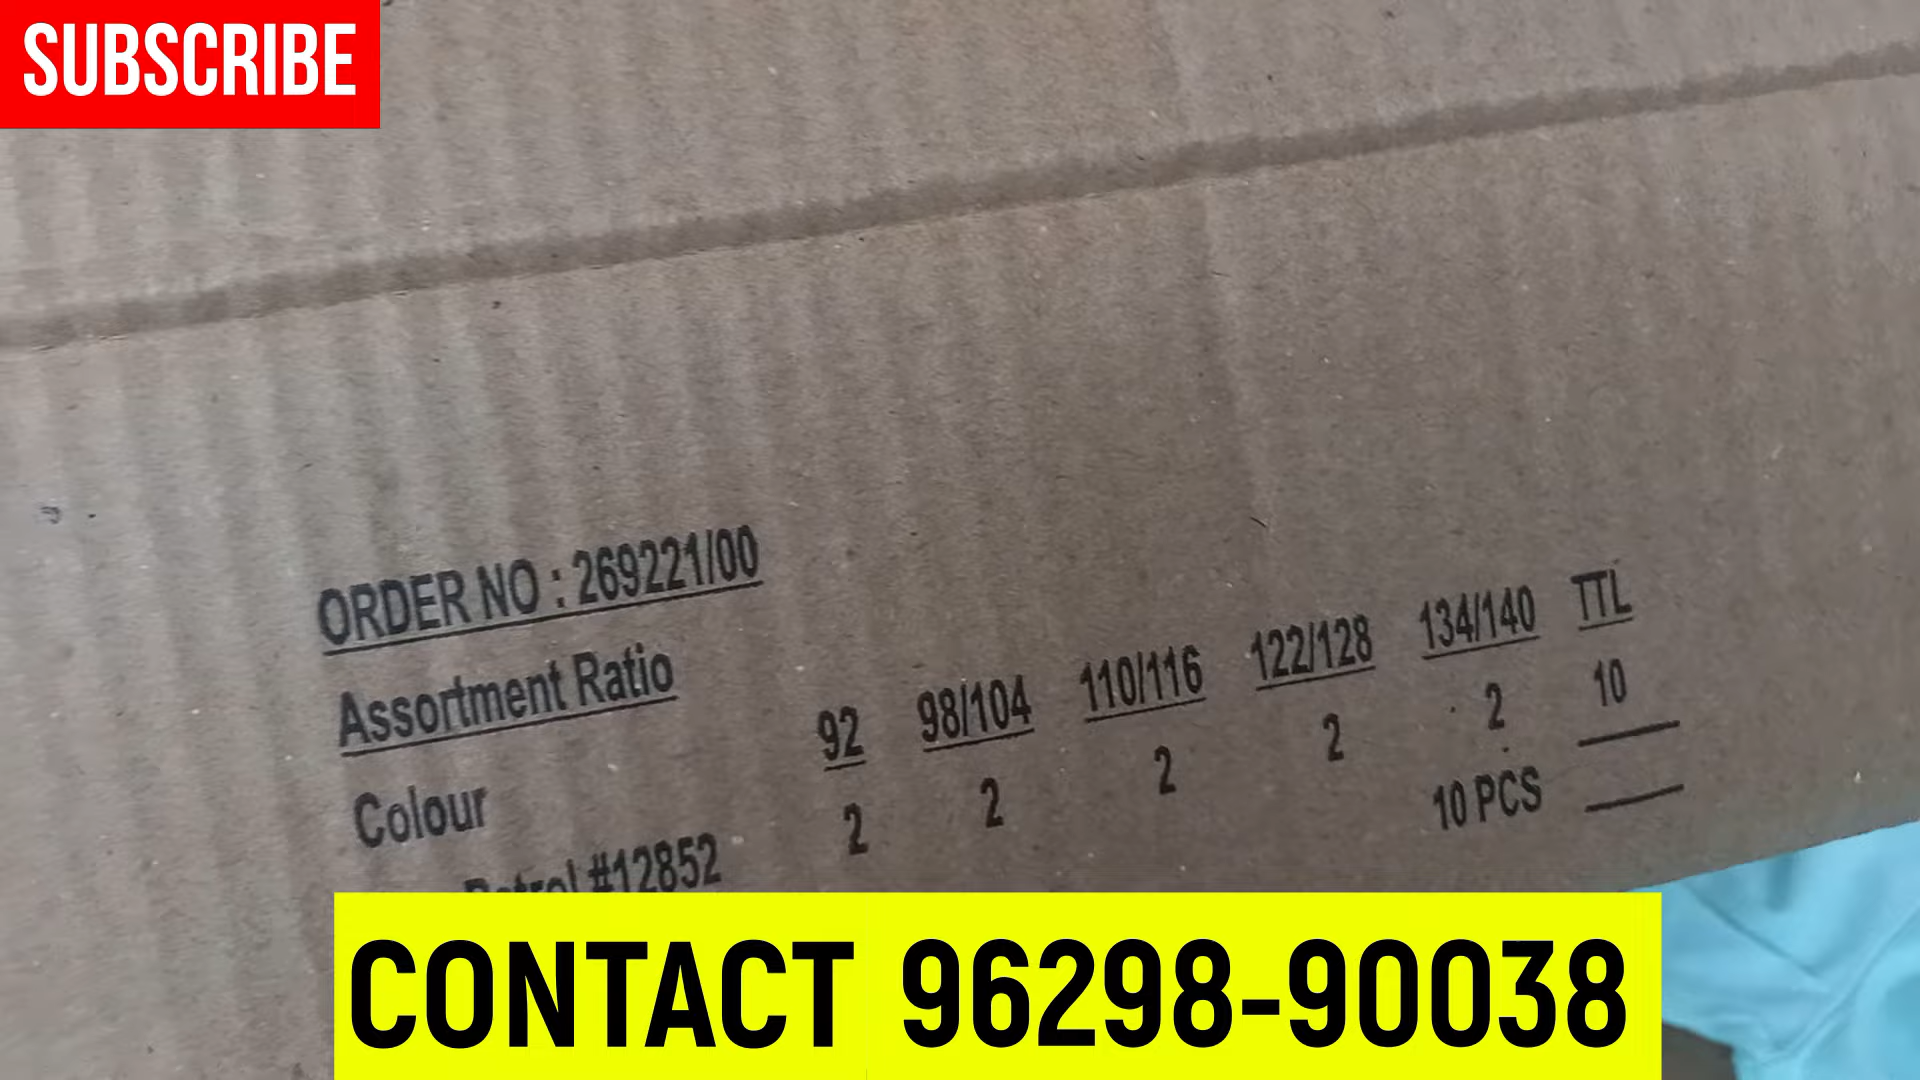 SUBSCRIBE
ORDER NO : 269221/00
Assortment Ratio
Colour 92 98/104 110/116 122/128 134/140 TTL
Petrol #12852 2 2 2 2 2 10
10 PCS
CONTACT 96298-90038